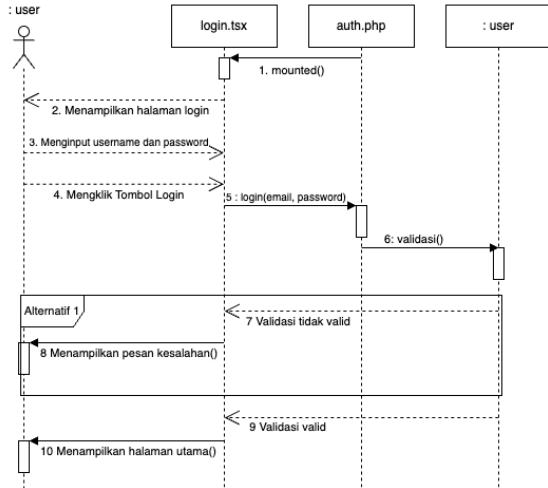 : user
login.tsx
auth.php
: user
1. mounted()
2. Menampilkan halaman login
3. Menginput username dan password
4. Mengklik Tombol Login
5 : login(email, password)
6: validasi()
Alternatif 1
7 Validasi tidak valid
8 Menampilkan pesan kesalahan()
9 Validasi valid
10 Menampilkan halaman utama()